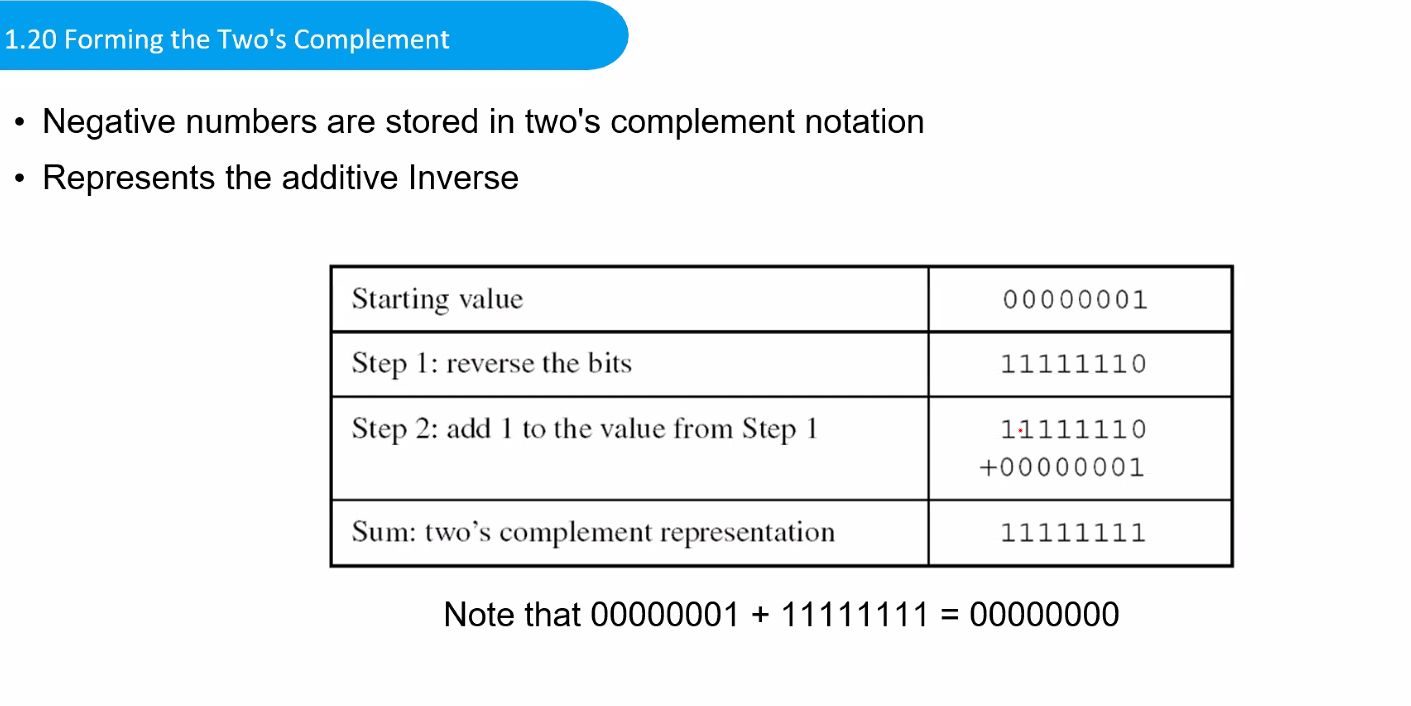 1.20 Forming the Two's Complement
• Negative numbers are stored in two's complement notation
• Represents the additive Inverse
Starting value 00000001
Step 1: reverse the bits 11111110
Step 2: add 1 to the value from Step 1 11111110
+00000001
Sum: two’s complement representation 11111111
Note that 00000001 + 11111111 = 00000000